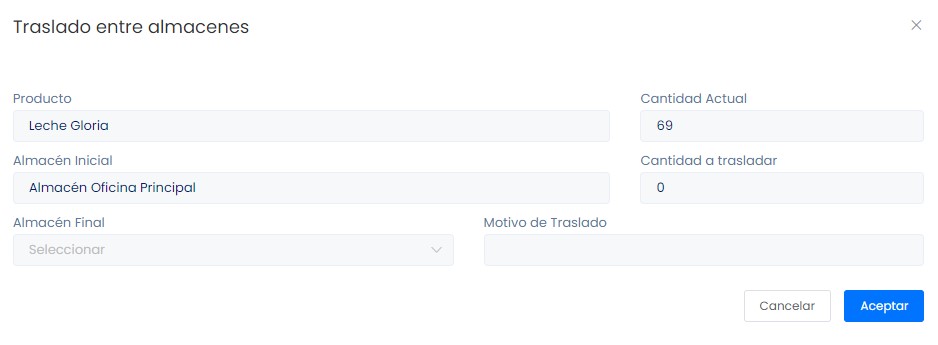 Traslado entre almacenes
Producto
Cantidad Actual
Leche Gloria
69
Almacén Inicial
Cantidad a trasladar
Almacén Oficina Principal
0
Almacén Final
Motivo de Traslado
Seleccionar
Cancelar
Aceptar